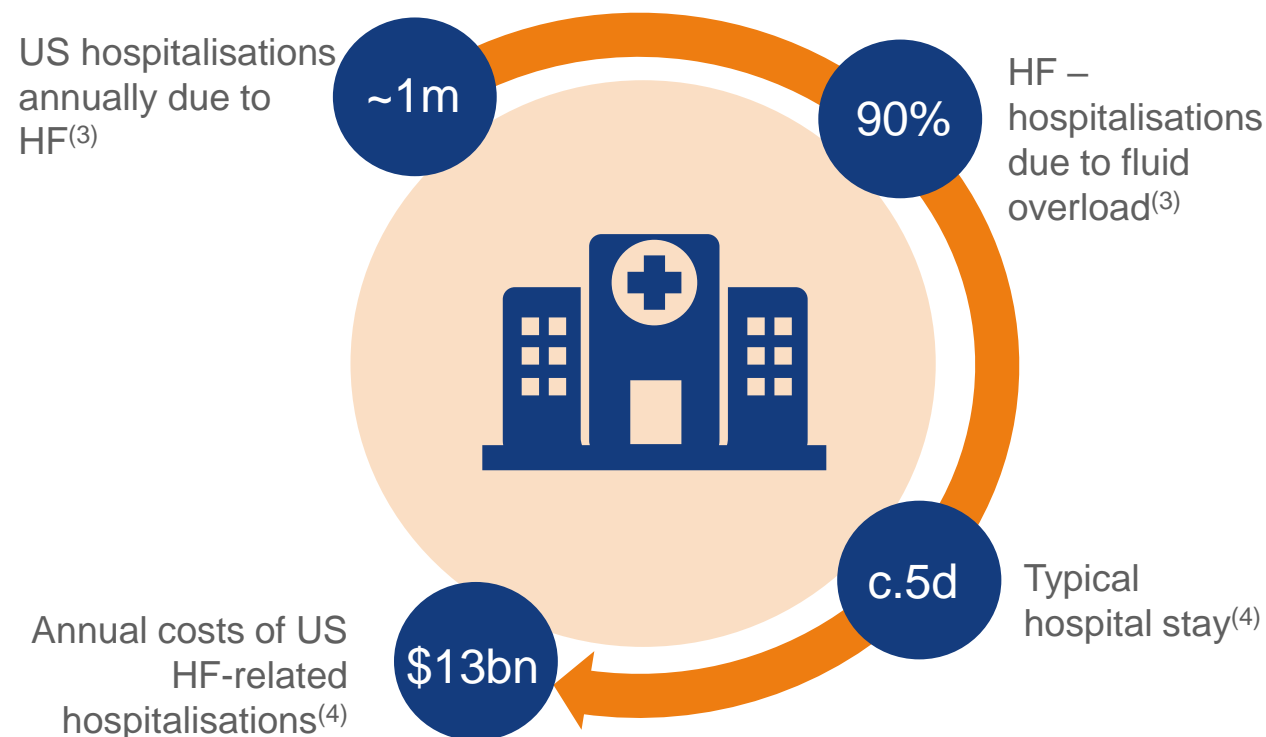 US hospitalisations
annually due to
HF(3)
~1m
90%
HF –
hospitalisations
due to fluid
overload(3)
c.5d
Typical
hospital stay(4)
Annual costs of US
HF-related
hospitalisations(4)
$13bn